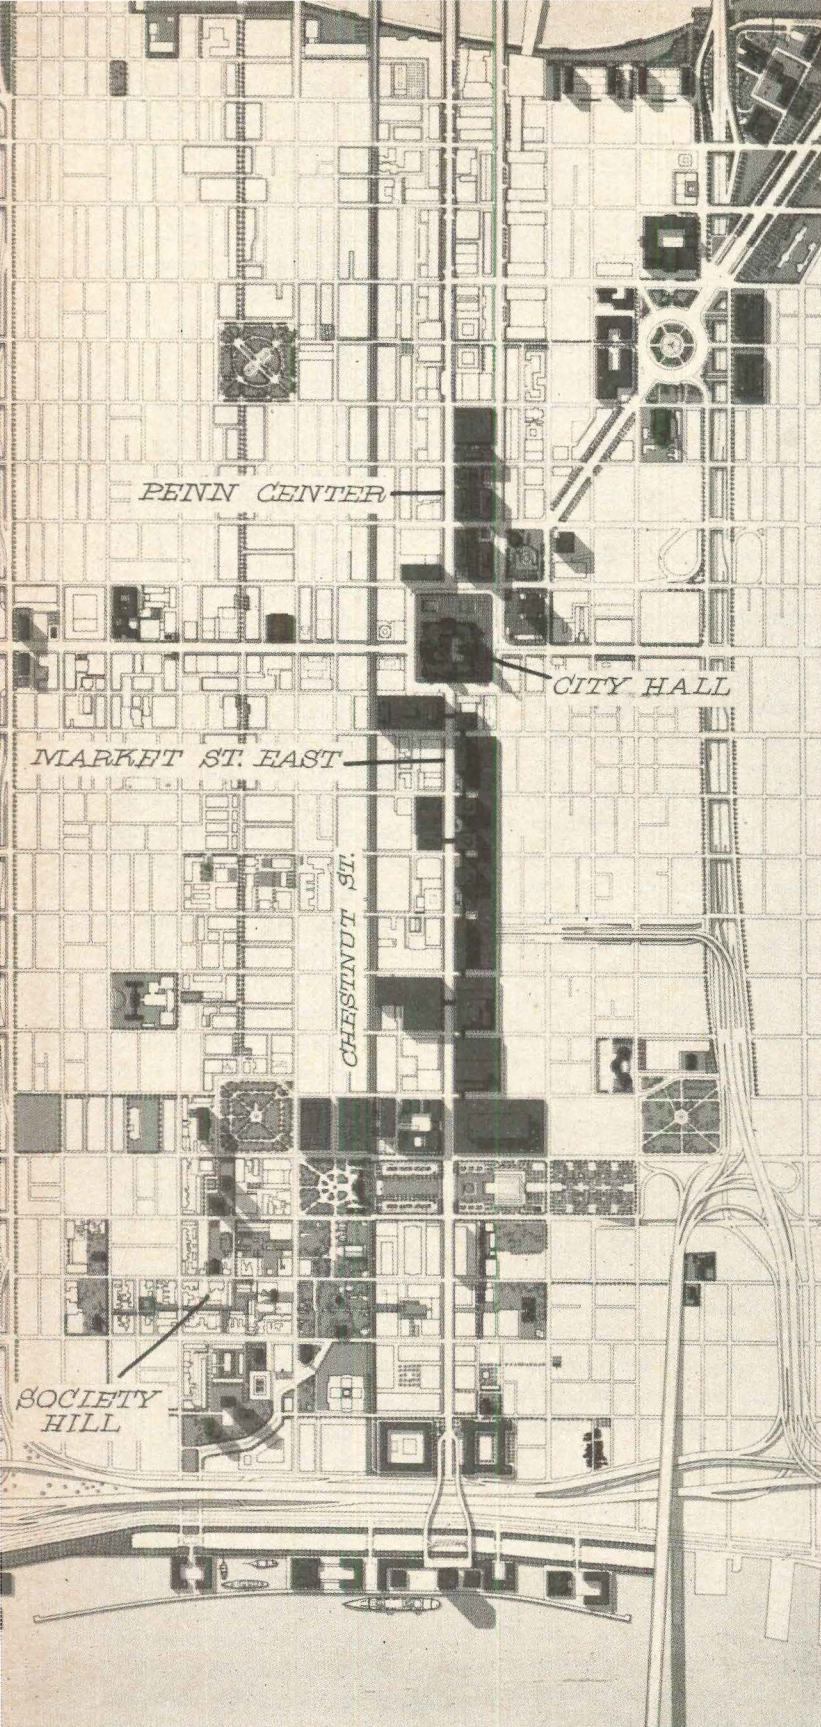 PENN CENTER
CITY HALL
MARKET ST. EAST
CHESTNUT ST.
SOCIETY
HILL